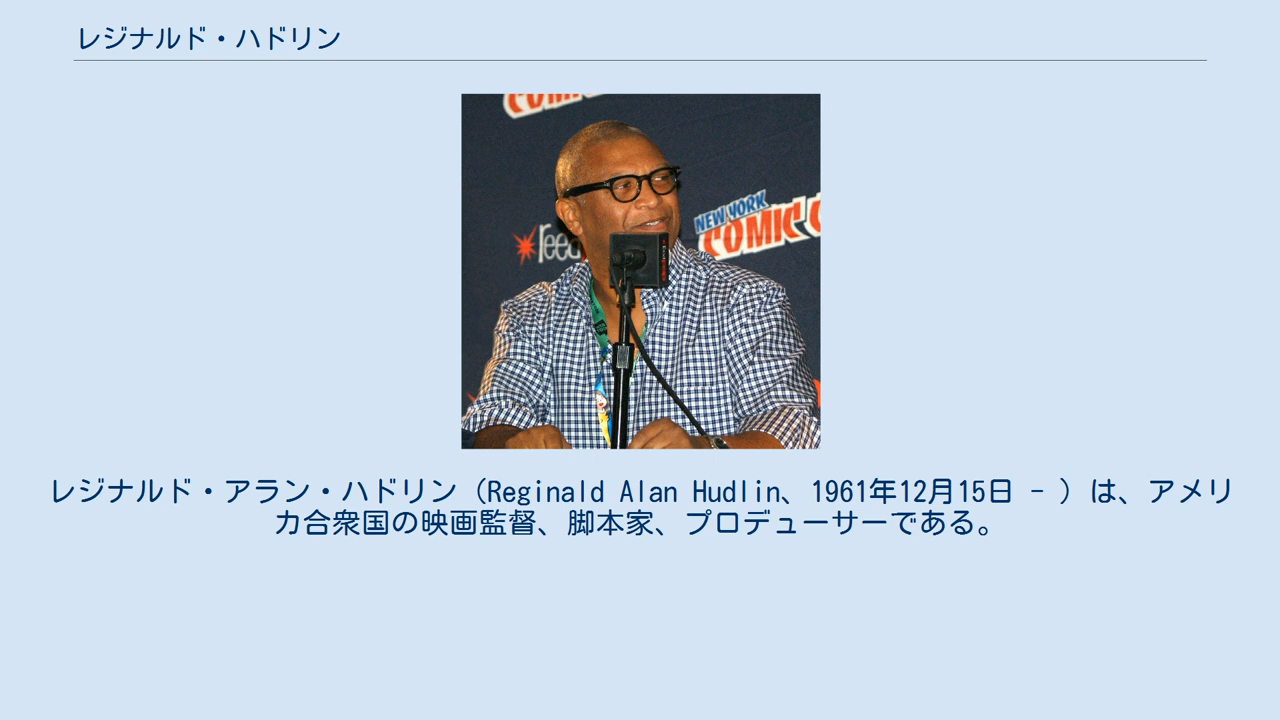 レジナルド・ハドリン
COMIC
reed
NEW YORK
COMIC C
レジナルド・アラン・ハドリン（Reginald Alan Hudlin、1961年12月15日 - ）は、アメリ
カ合衆国の映画監督、脚本家、プロデューサーである。